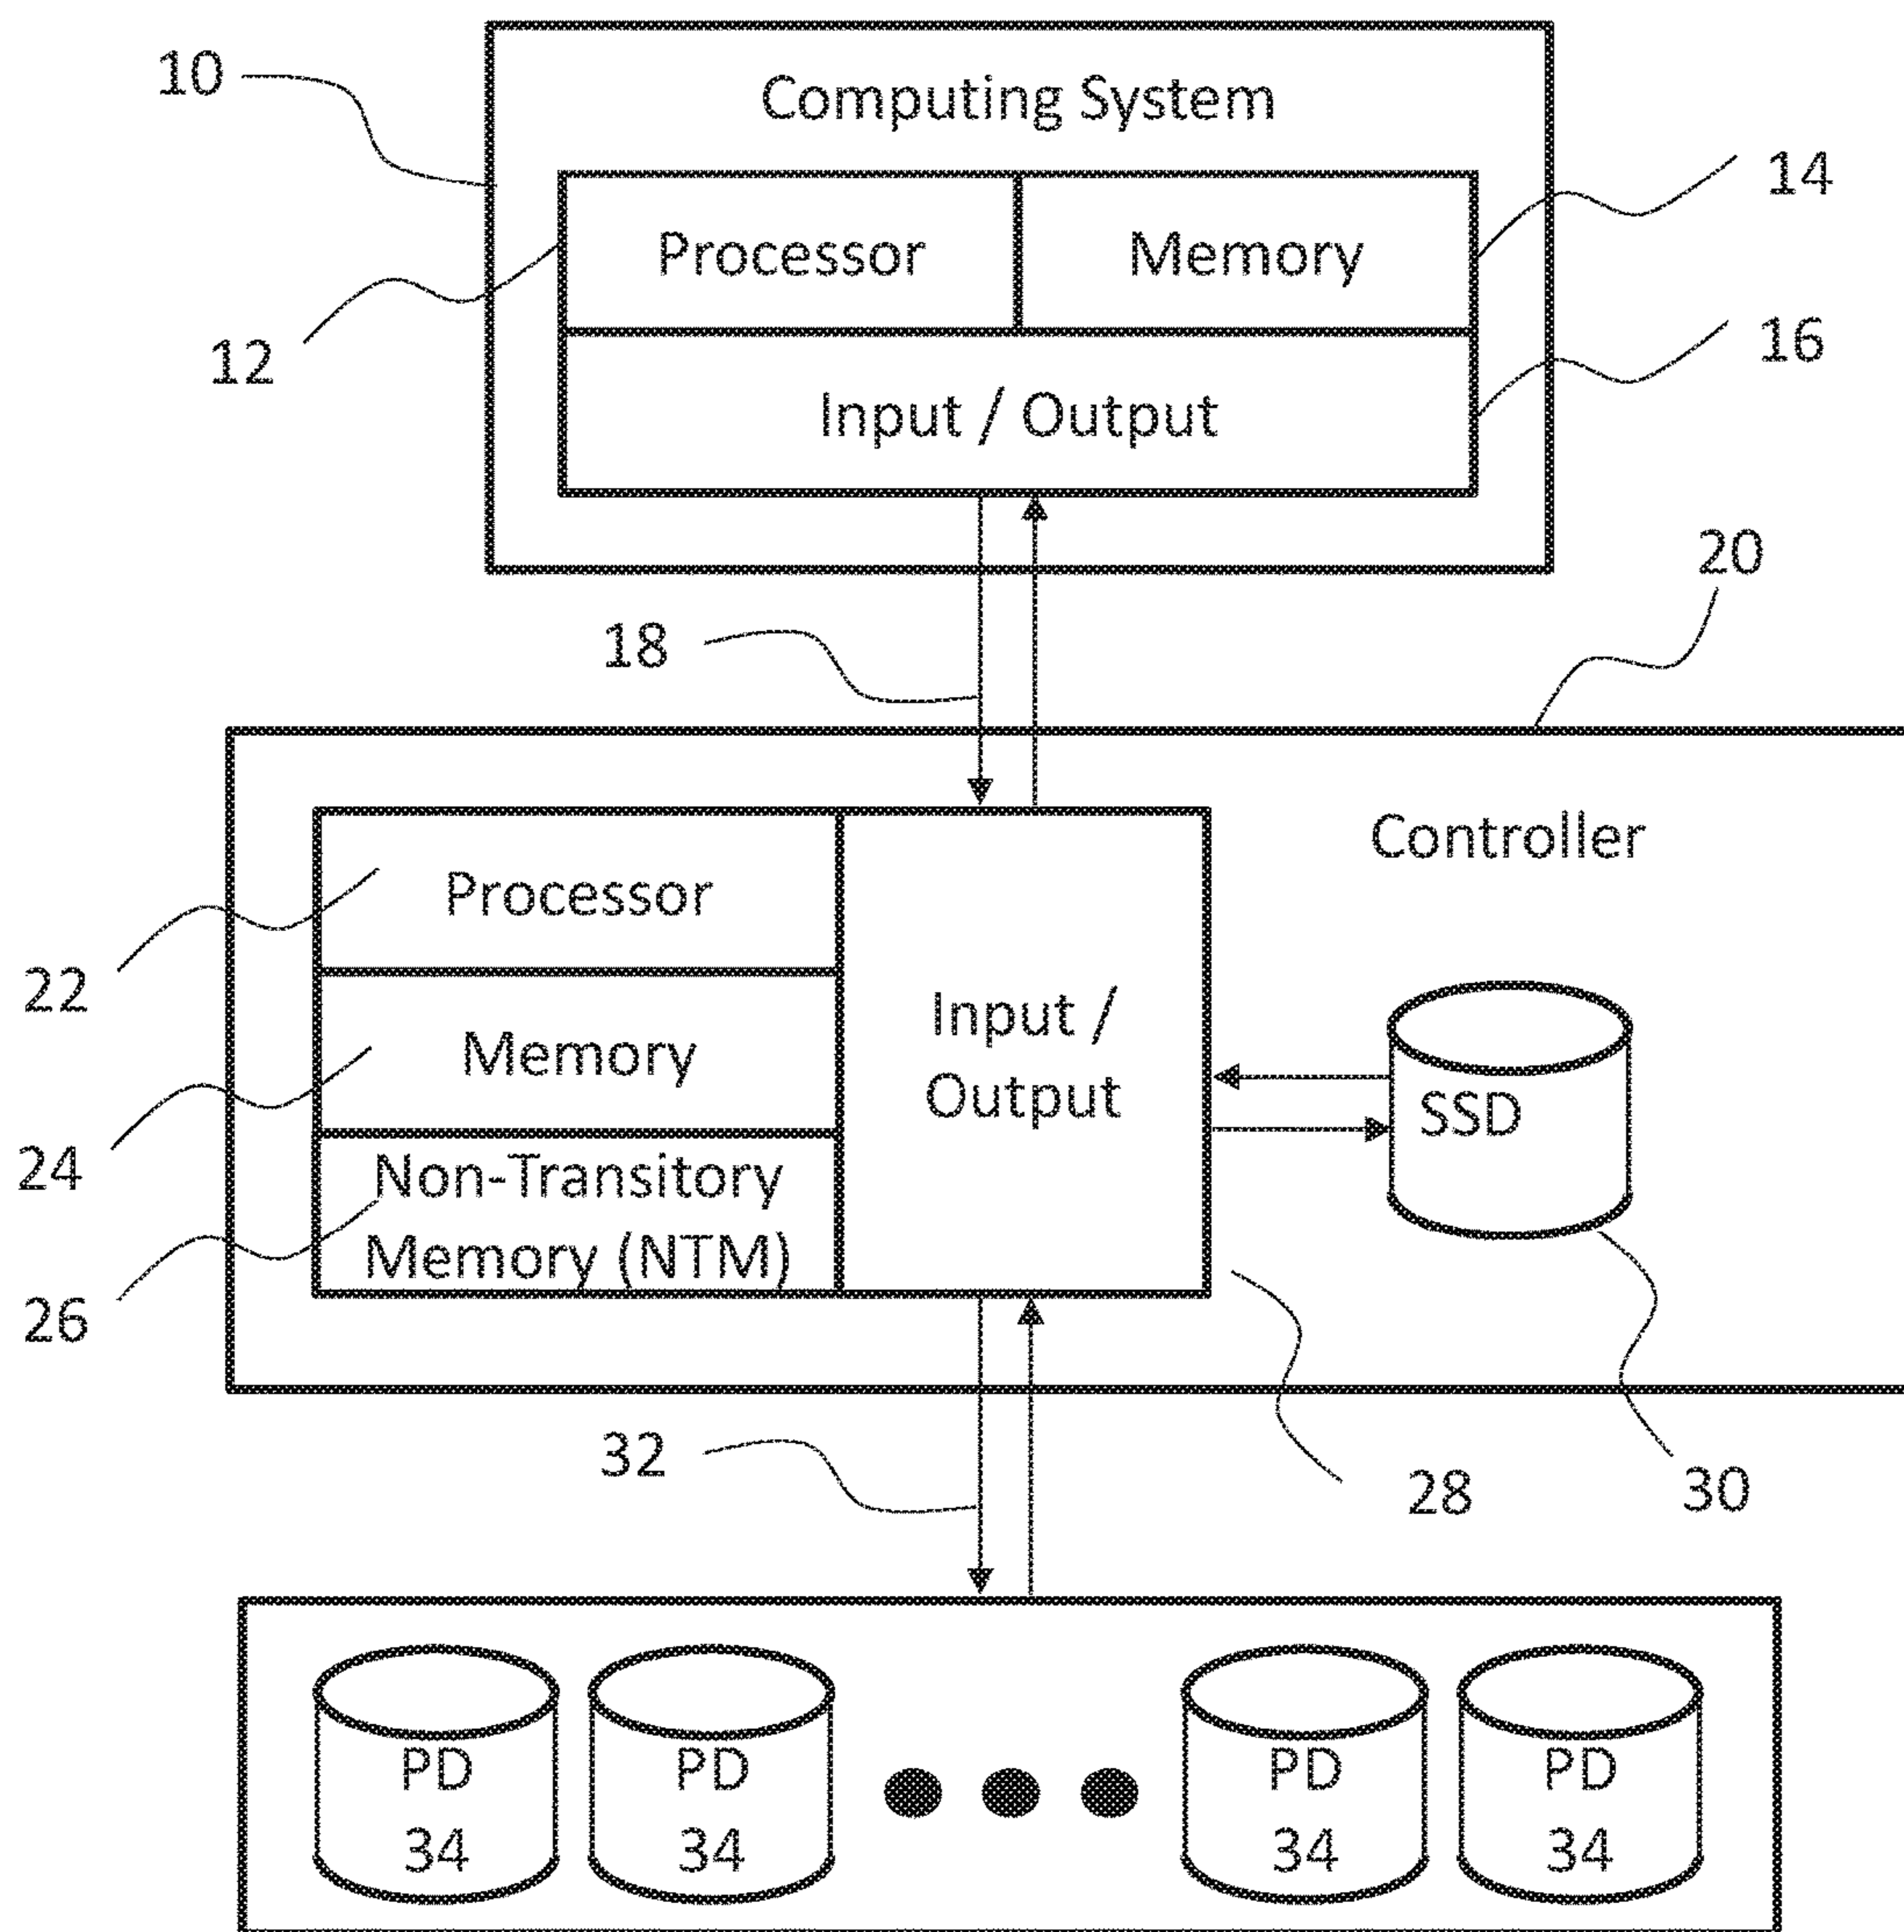 10
Computing System
14
Processor
Memory
12
16
Input / Output
20
18
Controller
Processor
22
Input /
Output
Memory
SSD
24
Non-Transitory
Memory (NTM)
26
32
28
30
PD
34
PD
34
PD
34
PD
34